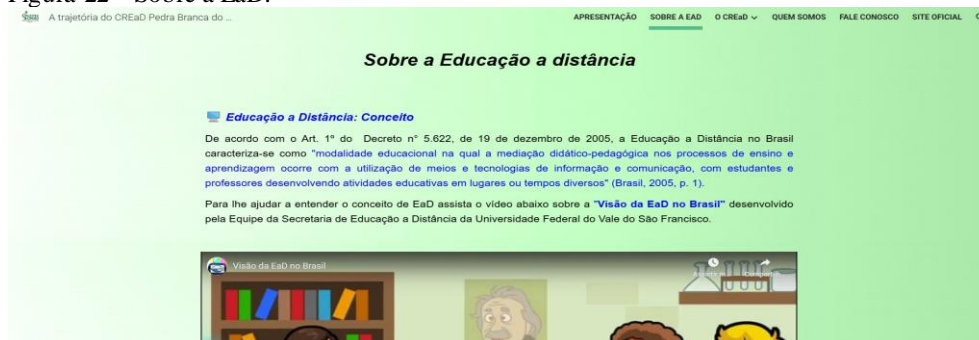 Figura 22 – Sobre a EaD.
A trajetória do CREaD Pedra Branca do ...
APRESENTAÇÃO SOBRE A EAD O CREaD QUEM SOMOS FALE CONOSCO SITE OFICIAL
Sobre a Educação a distância
Educação a Distância: Conceito
De acordo com o Art. 1º do Decreto n° 5.622, de 19 de dezembro de 2005, a Educação a Distância no Brasil
caracteriza-se como "modalidade educacional na qual a mediação didático-pedagógica nos processos de ensino e
aprendizagem ocorre com a utilização de meios e tecnologias de informação e comunicação, com estudantes e
professores desenvolvendo atividades educativas em lugares ou tempos diversos" (Brasil, 2005, p. 1).
Para lhe ajudar a entender o conceito de EaD assista o vídeo abaixo sobre a "Visão da EaD no Brasil" desenvolvido
pela Equipe da Secretaria de Educação a Distância da Universidade Federal do Vale do São Francisco.
Visão da EaD no Brasil